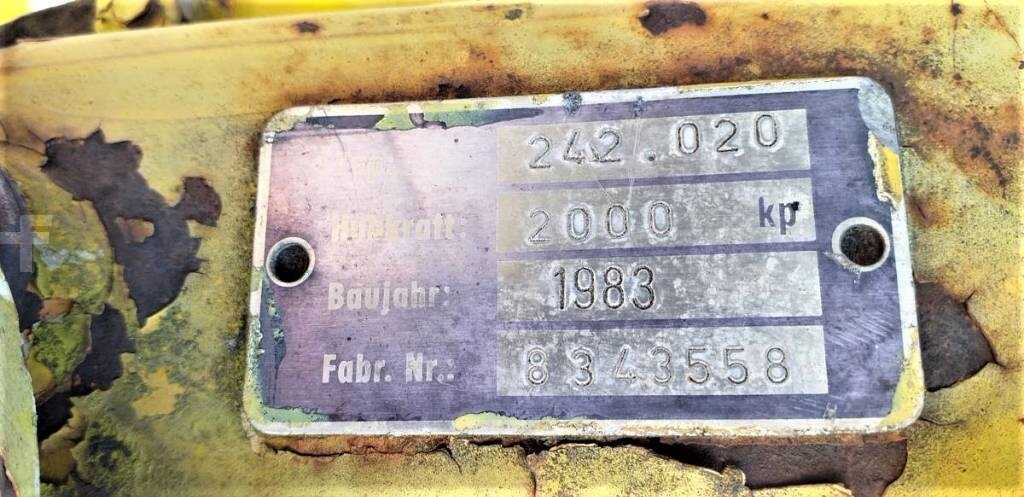 242.020
Hubkraft: 2000 kp
Baujahr: 1983
Fabr. Nr.: 8343558